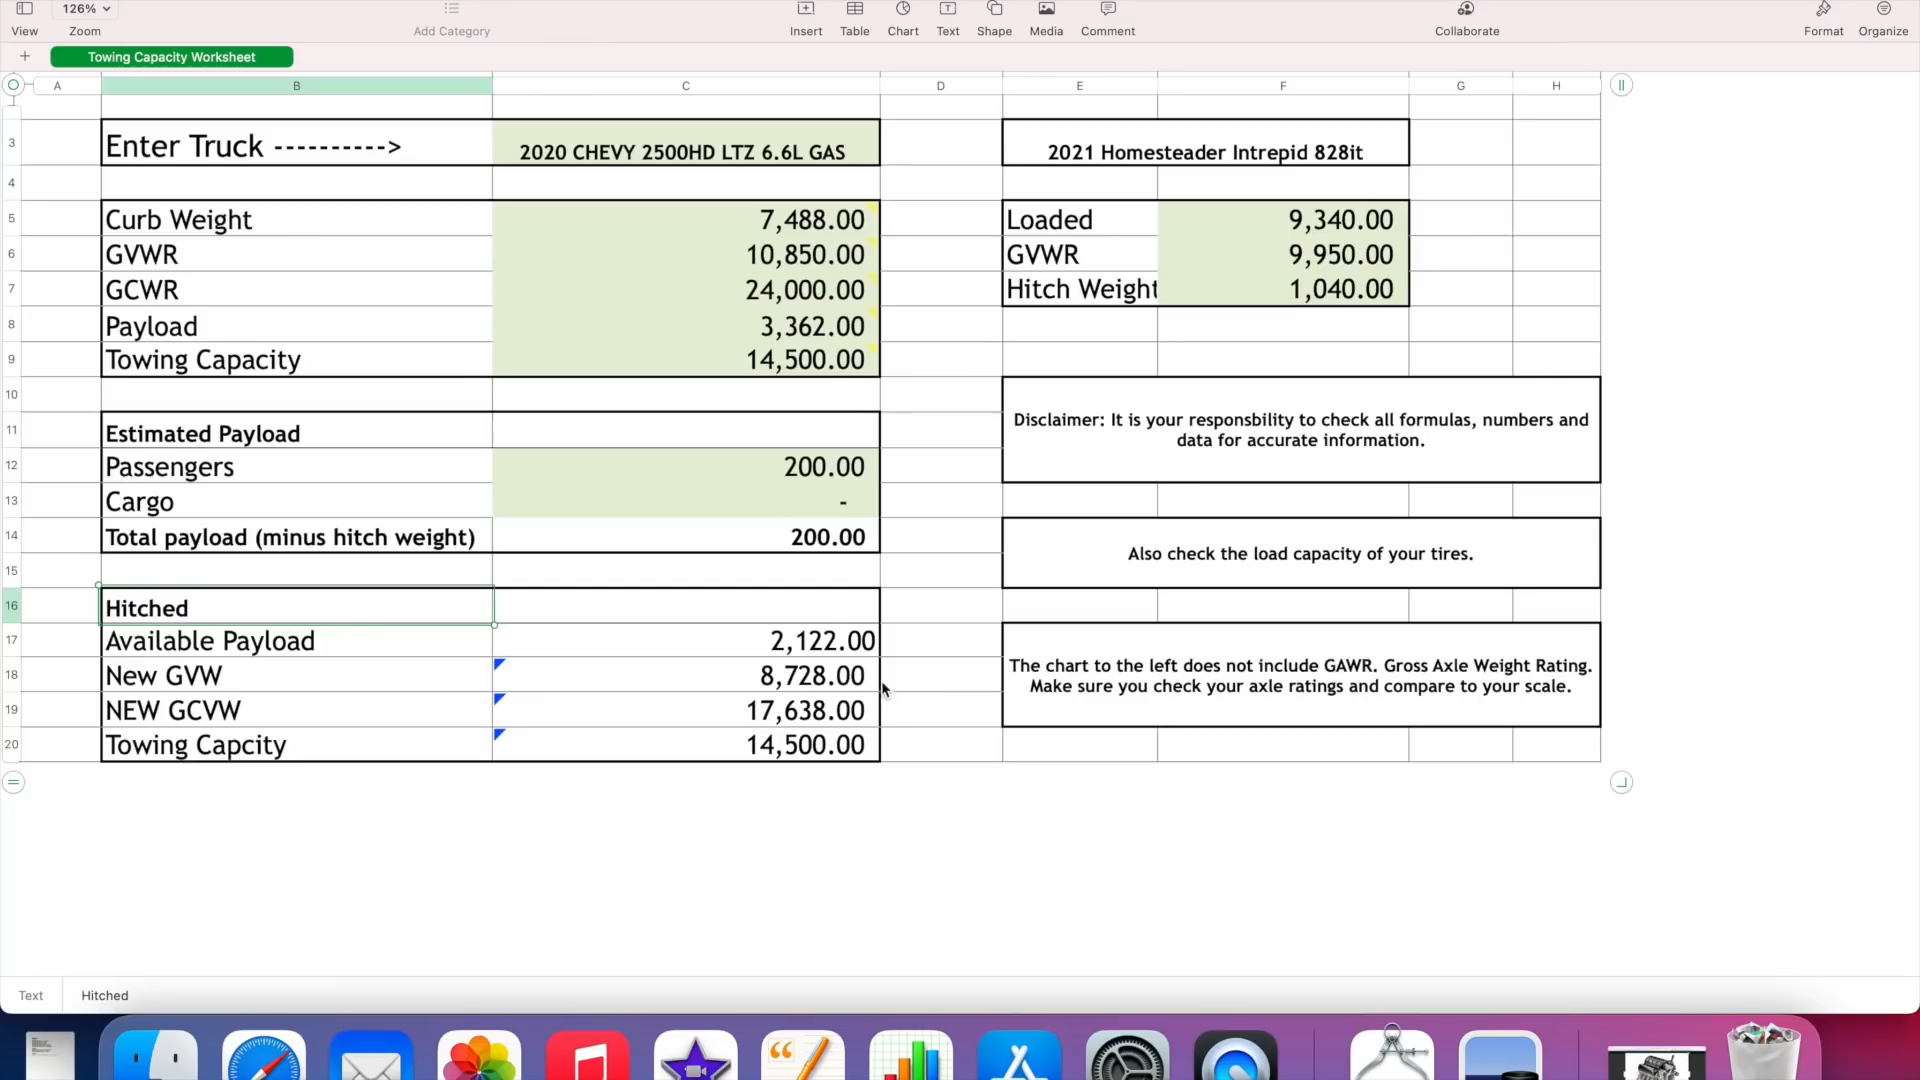 126%
View
Zoom
Add Category
Insert
Table
Chart
Text
Shape
Media
Comment
Collaborate
Format
Organize
+
Towing Capacity Worksheet
A
B
C
D
E
F
G
H
3
Enter Truck ---------->
2020 CHEVY 2500HD LTZ 6.6L GAS
2021 Homesteader Intrepid 828it
4
5
Curb Weight
7,488.00
Loaded
9,340.00
6
GVWR
10,850.00
GVWR
9,950.00
7
GCWR
24,000.00
Hitch Weight
1,040.00
8
Payload
3,362.00
9
Towing Capacity
14,500.00
10
11
Estimated Payload
Disclaimer: It is your responsbility to check all formulas, numbers and
data for accurate information.
12
Passengers
200.00
13
Cargo
-
14
Total payload (minus hitch weight)
200.00
Also check the load capacity of your tires.
15
16
Hitched
17
Available Payload
2,122.00
18
New GVW
8,728.00
The chart to the left does not include GAWR. Gross Axle Weight Rating.
Make sure you check your axle ratings and compare to your scale.
19
NEW GCVW
17,638.00
20
Towing Capcity
14,500.00
Text
Hitched